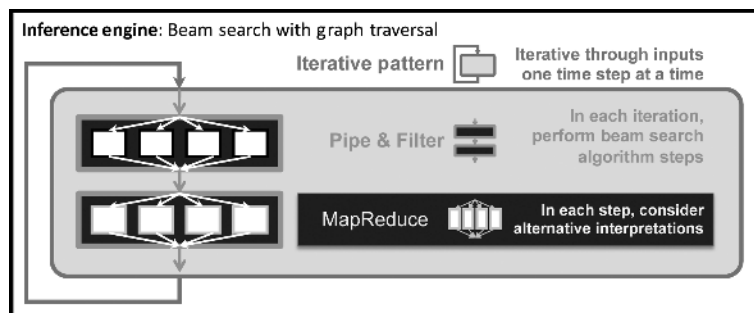 Inference engine: Beam search with graph traversal
Iterative pattern
Iterative through inputs
one time step at a time
Pipe & Filter
In each iteration,
perform beam search
algorithm steps
MapReduce
In each step, consider
alternative interpretations